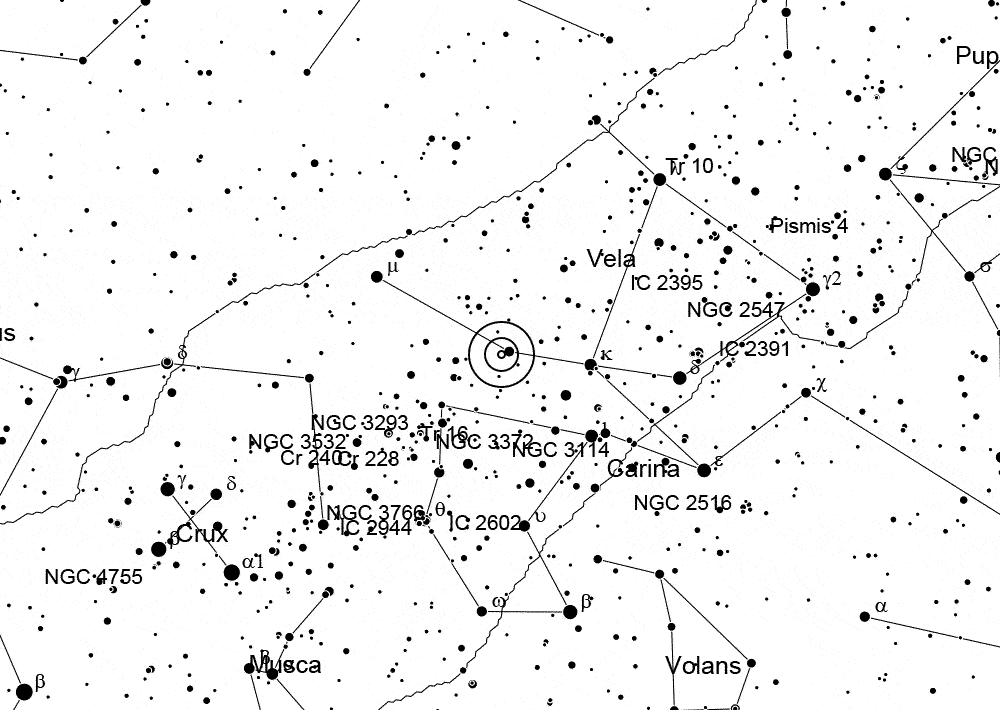 Pup
Tr 10
ζ
NGC
N
Pismis 4
μ
Vela
σ
IC 2395
γ2
NGC 2547
us
δ
κ
δ
IC 2391
γ
χ
NGC 3293
ι
NGC 3532
Tr 16
NGC 3372
NGC 3114
Cr 240
Cr 228
Carina
ε
γ
δ
NGC 2516
NGC 3766
θ
IC 2944
IC 2602
υ
Crux
β
α1
NGC 4755
ω
β
α
Musca
β
α
Volans
β